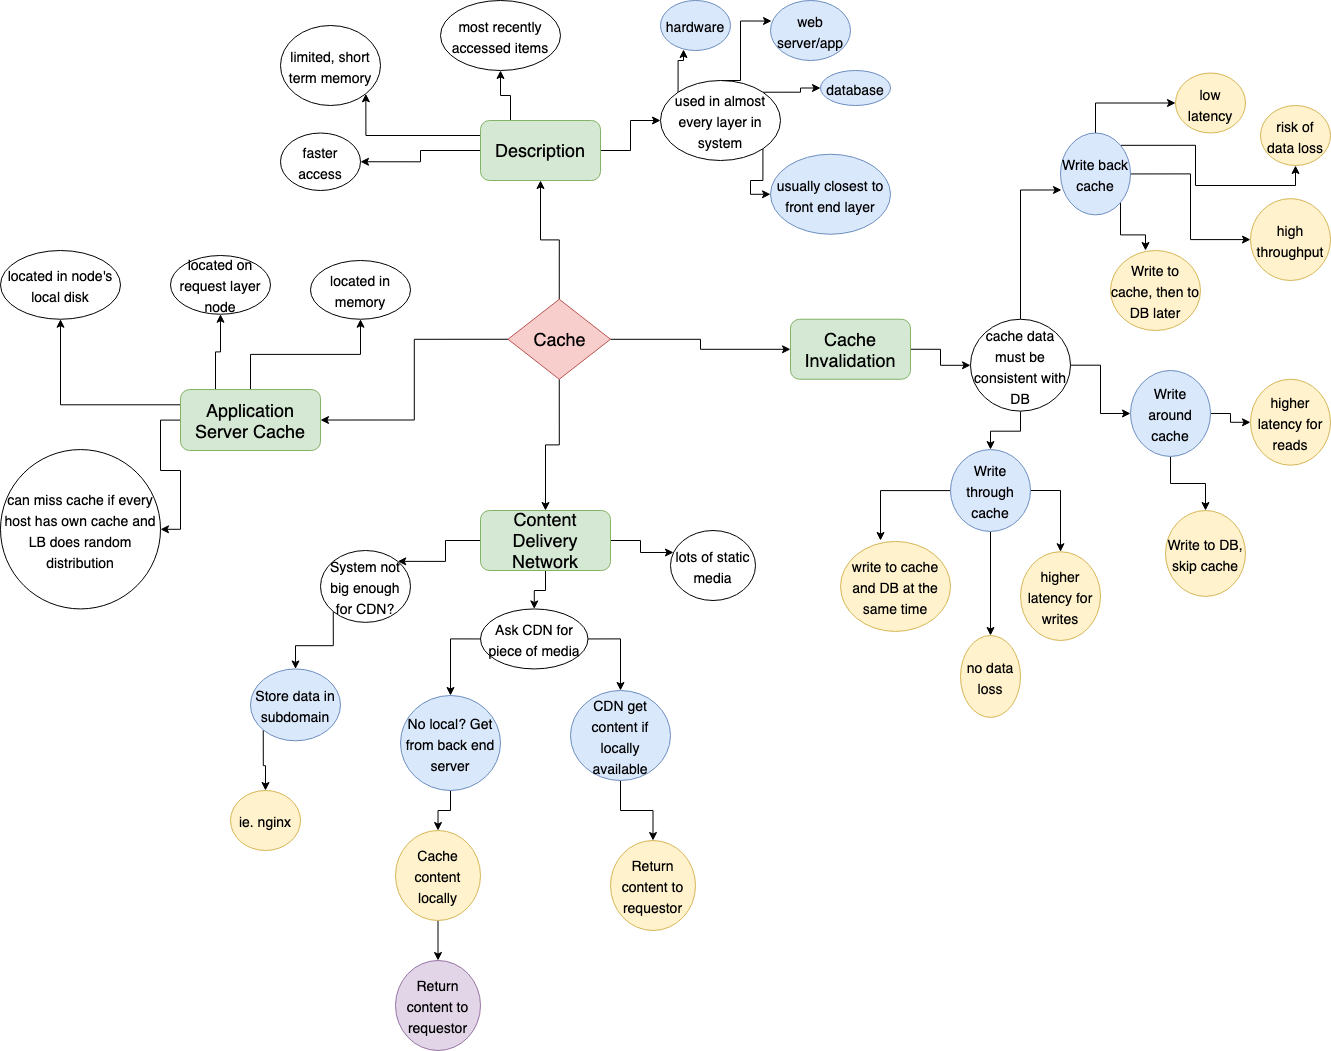 most recently
accessed items
hardware
web
server/app
limited, short
term memory
database
used in almost
every layer in
system
Description
faster
access
usually closest to
front end layer
low
latency
risk of
data loss
Write back
cache
high
throughput
Write to
cache, then to
DB later
located in node's
local disk
located on
request layer
node
located in
memory
Cache
Cache
Invalidation
cache data
must be
consistent with
DB
Application
Server Cache
Write
around
cache
higher
latency for
reads
can miss cache if every
host has own cache and
LB does random
distribution
Write
through
cache
Content
Delivery
Network
Write to DB,
skip cache
System not
big enough
for CDN?
lots of static
media
write to cache
and DB at the
same time
higher
latency for
writes
Ask CDN for
piece of media
no data
loss
Store data in
subdomain
No local? Get
from back end
server
CDN get
content if
locally
available
ie. nginx
Cache
content
locally
Return
content to
requestor
Return
content to
requestor